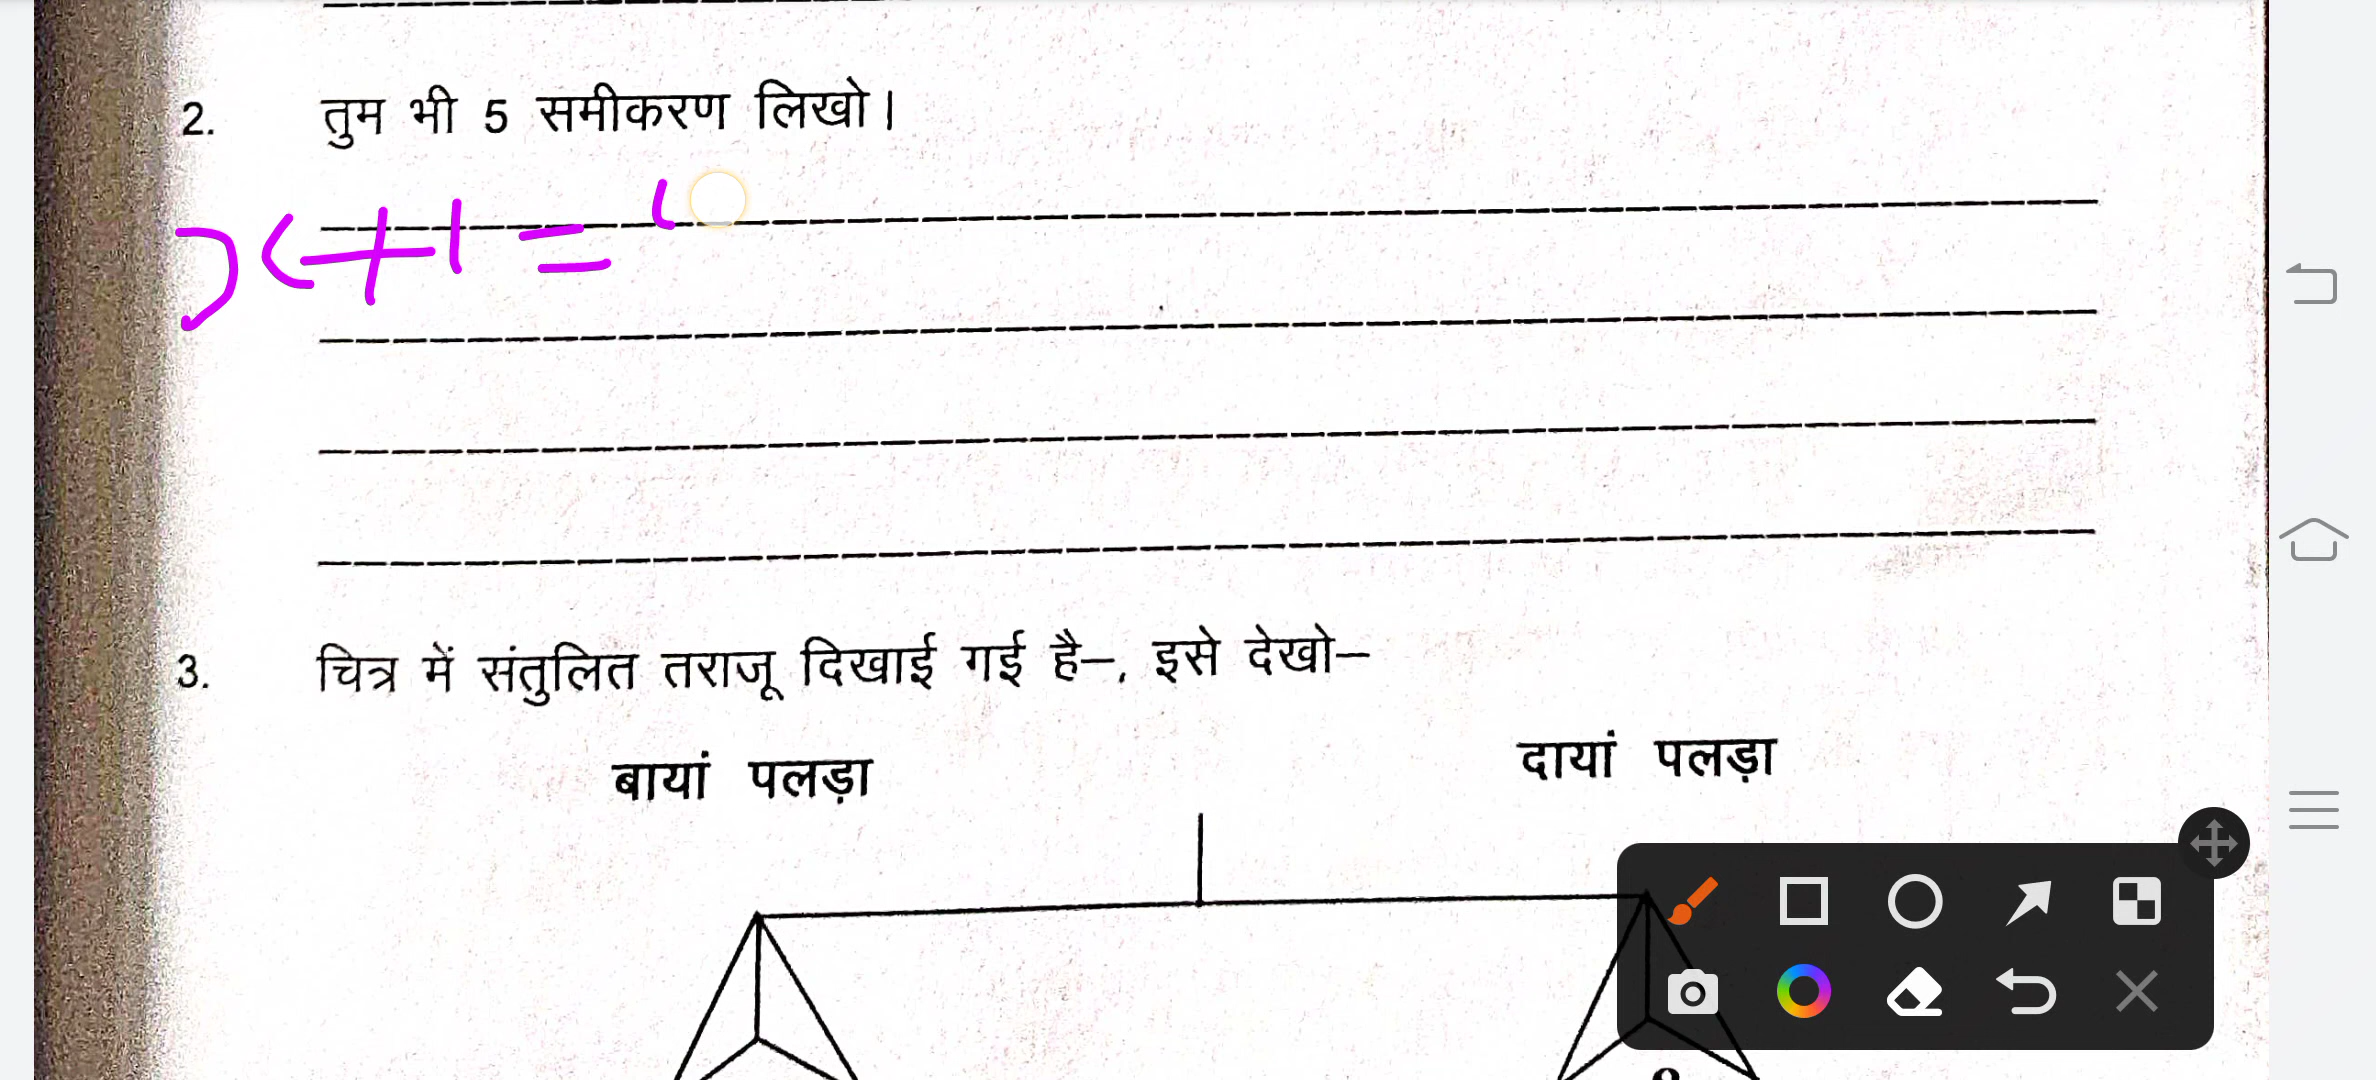 2. तुम भी 5 समीकरण लिखो।
x+1=
3. चित्र में संतुलित तराजू दिखाई गई है–, इसे देखो–
बायां पलड़ा दायां पलड़ा